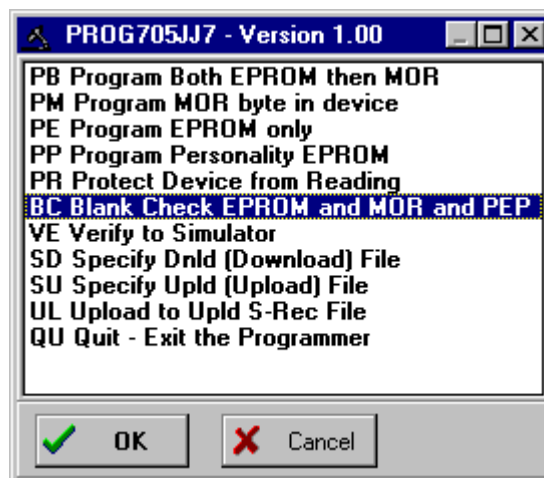 PROG705JJ7 - Version 1.00
PB Program Both EPROM then MOR
PM Program MOR byte in device
PE Program EPROM only
PP Program Personality EPROM
PR Protect Device from Reading
BC Blank Check EPROM and MOR and PEP
VE Verify to Simulator
SD Specify Dnld (Download) File
SU Specify Upld (Upload) File
UL Upload to Upld S-Rec File
QU Quit - Exit the Programmer
OK
Cancel